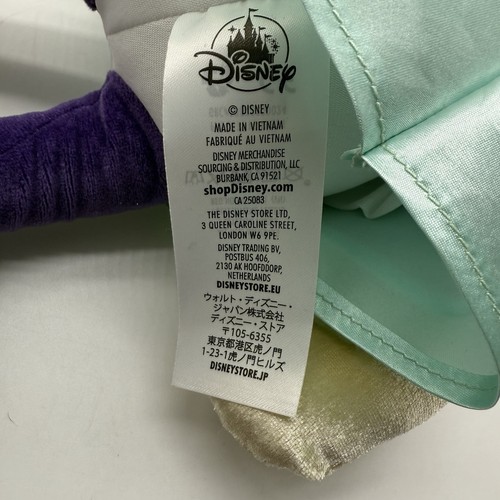 Disney
© DISNEY
MADE IN VIETNAM
FABRIQUÉ AU VIETNAM
DISNEY MERCHANDISE
SOURCING & DISTRIBUTION, LLC
BURBANK, CA 91521
shopDisney.com
CA 25083
THE DISNEY STORE LTD,
3 QUEEN CAROLINE STREET,
LONDON W6 9PE.
DISNEY TRADING BV,
POSTBUS 406,
2130 AK HOOFDDORP,
NETHERLANDS
DISNEYSTORE.EU
ウォルト・ディズニー・
ジャパン株式会社
ディズニー・ストア
〒105-6355
東京都港区虎ノ門
1-23-1虎ノ門ヒルズ
DISNEYSTORE.JP